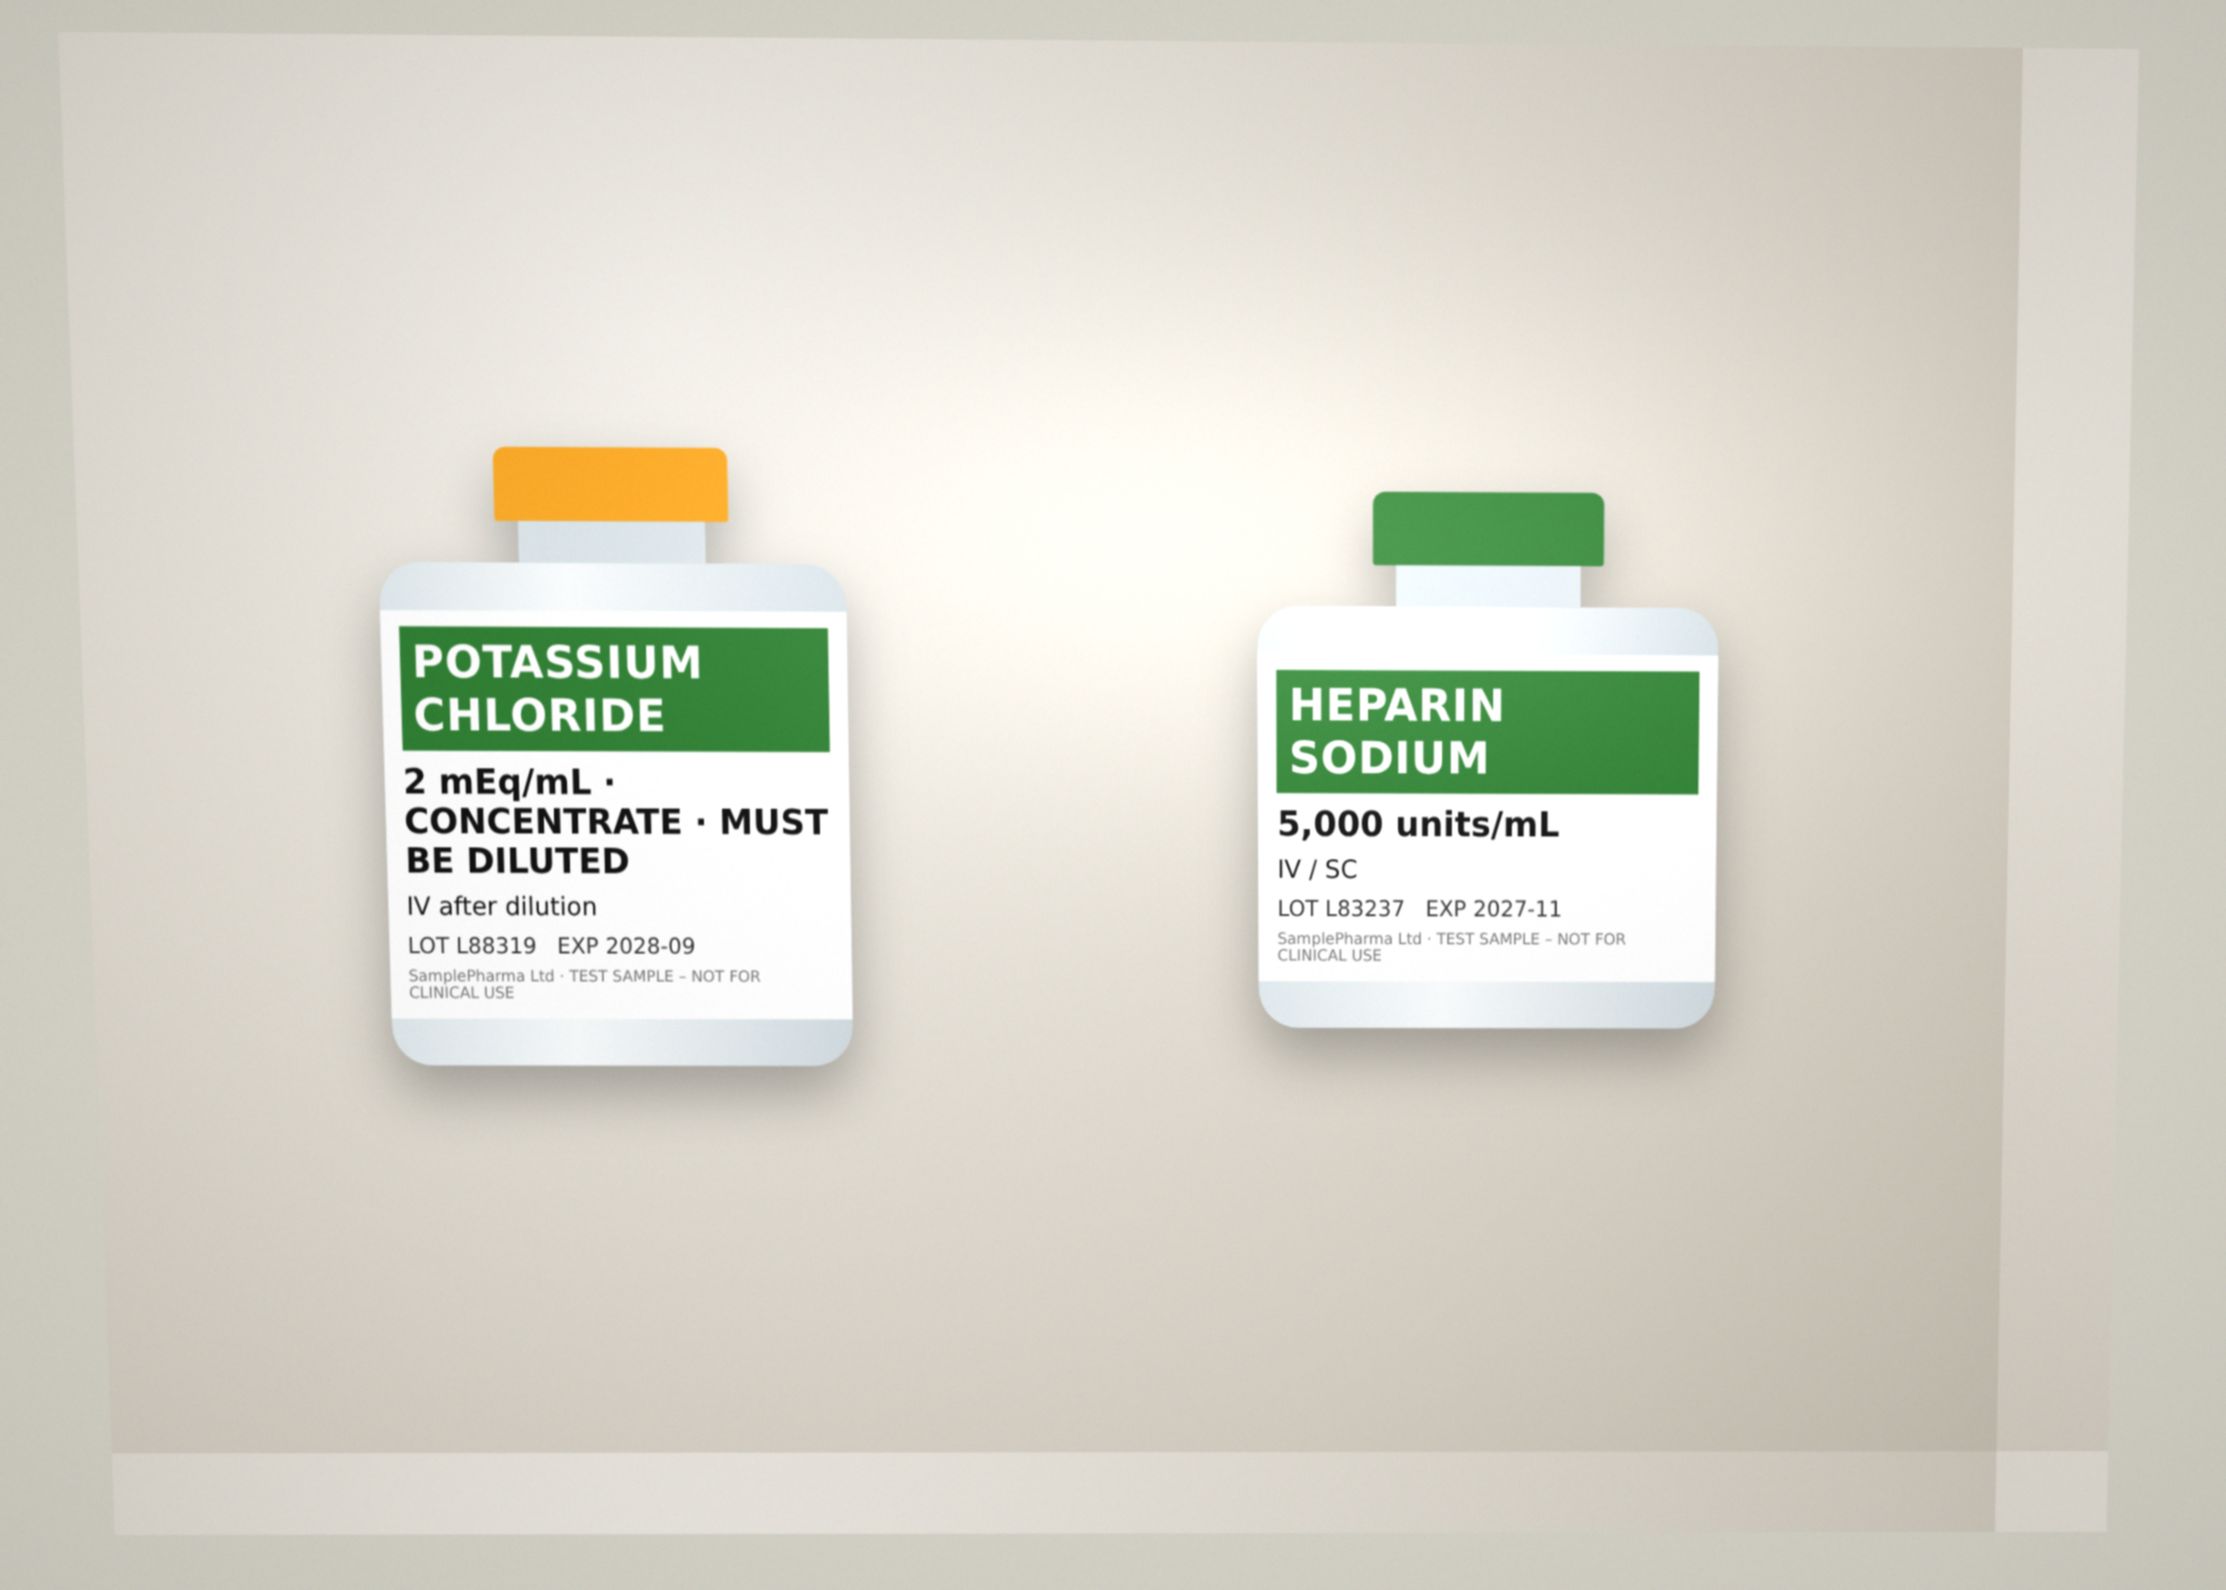 POTASSIUM
CHLORIDE
2 mEq/mL ·
CONCENTRATE · MUST
BE DILUTED
IV after dilution
LOT L88319 EXP 2028-09
SamplePharma Ltd · TEST SAMPLE – NOT FOR
CLINICAL USE
HEPARIN
SODIUM
5,000 units/mL
IV / SC
LOT L83237 EXP 2027-11
SamplePharma Ltd · TEST SAMPLE – NOT FOR
CLINICAL USE